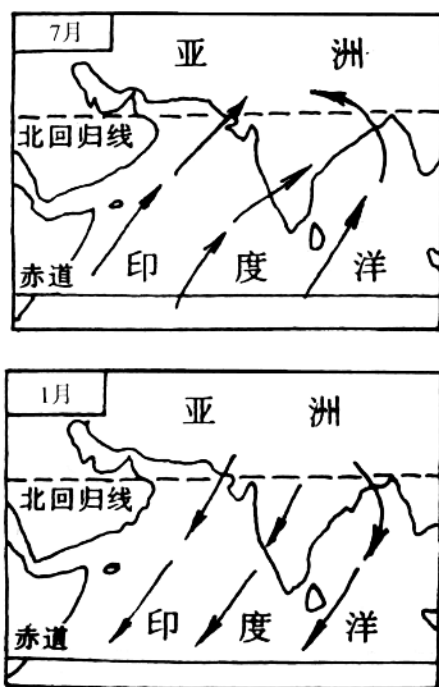 7月
亚 洲
北回归线
印 度 洋
赤道
1月
亚 洲
北回归线
印 度 洋
赤道